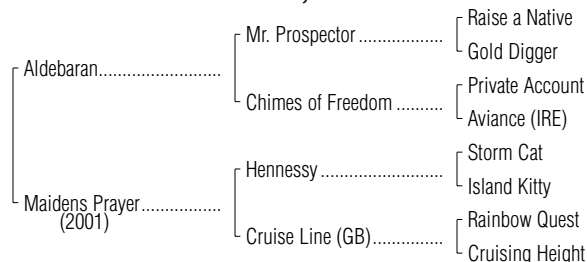 Raise a Native
Mr. Prospector ..................
Gold Digger
Aldebaran..........................
Private Account
Chimes of Freedom ..........
Aviance (IRE)
Storm Cat
Hennessy ..........................
Island Kitty
Maidens Prayer.................
(2001)
Rainbow Quest
Cruise Line (GB)...............
Cruising Height